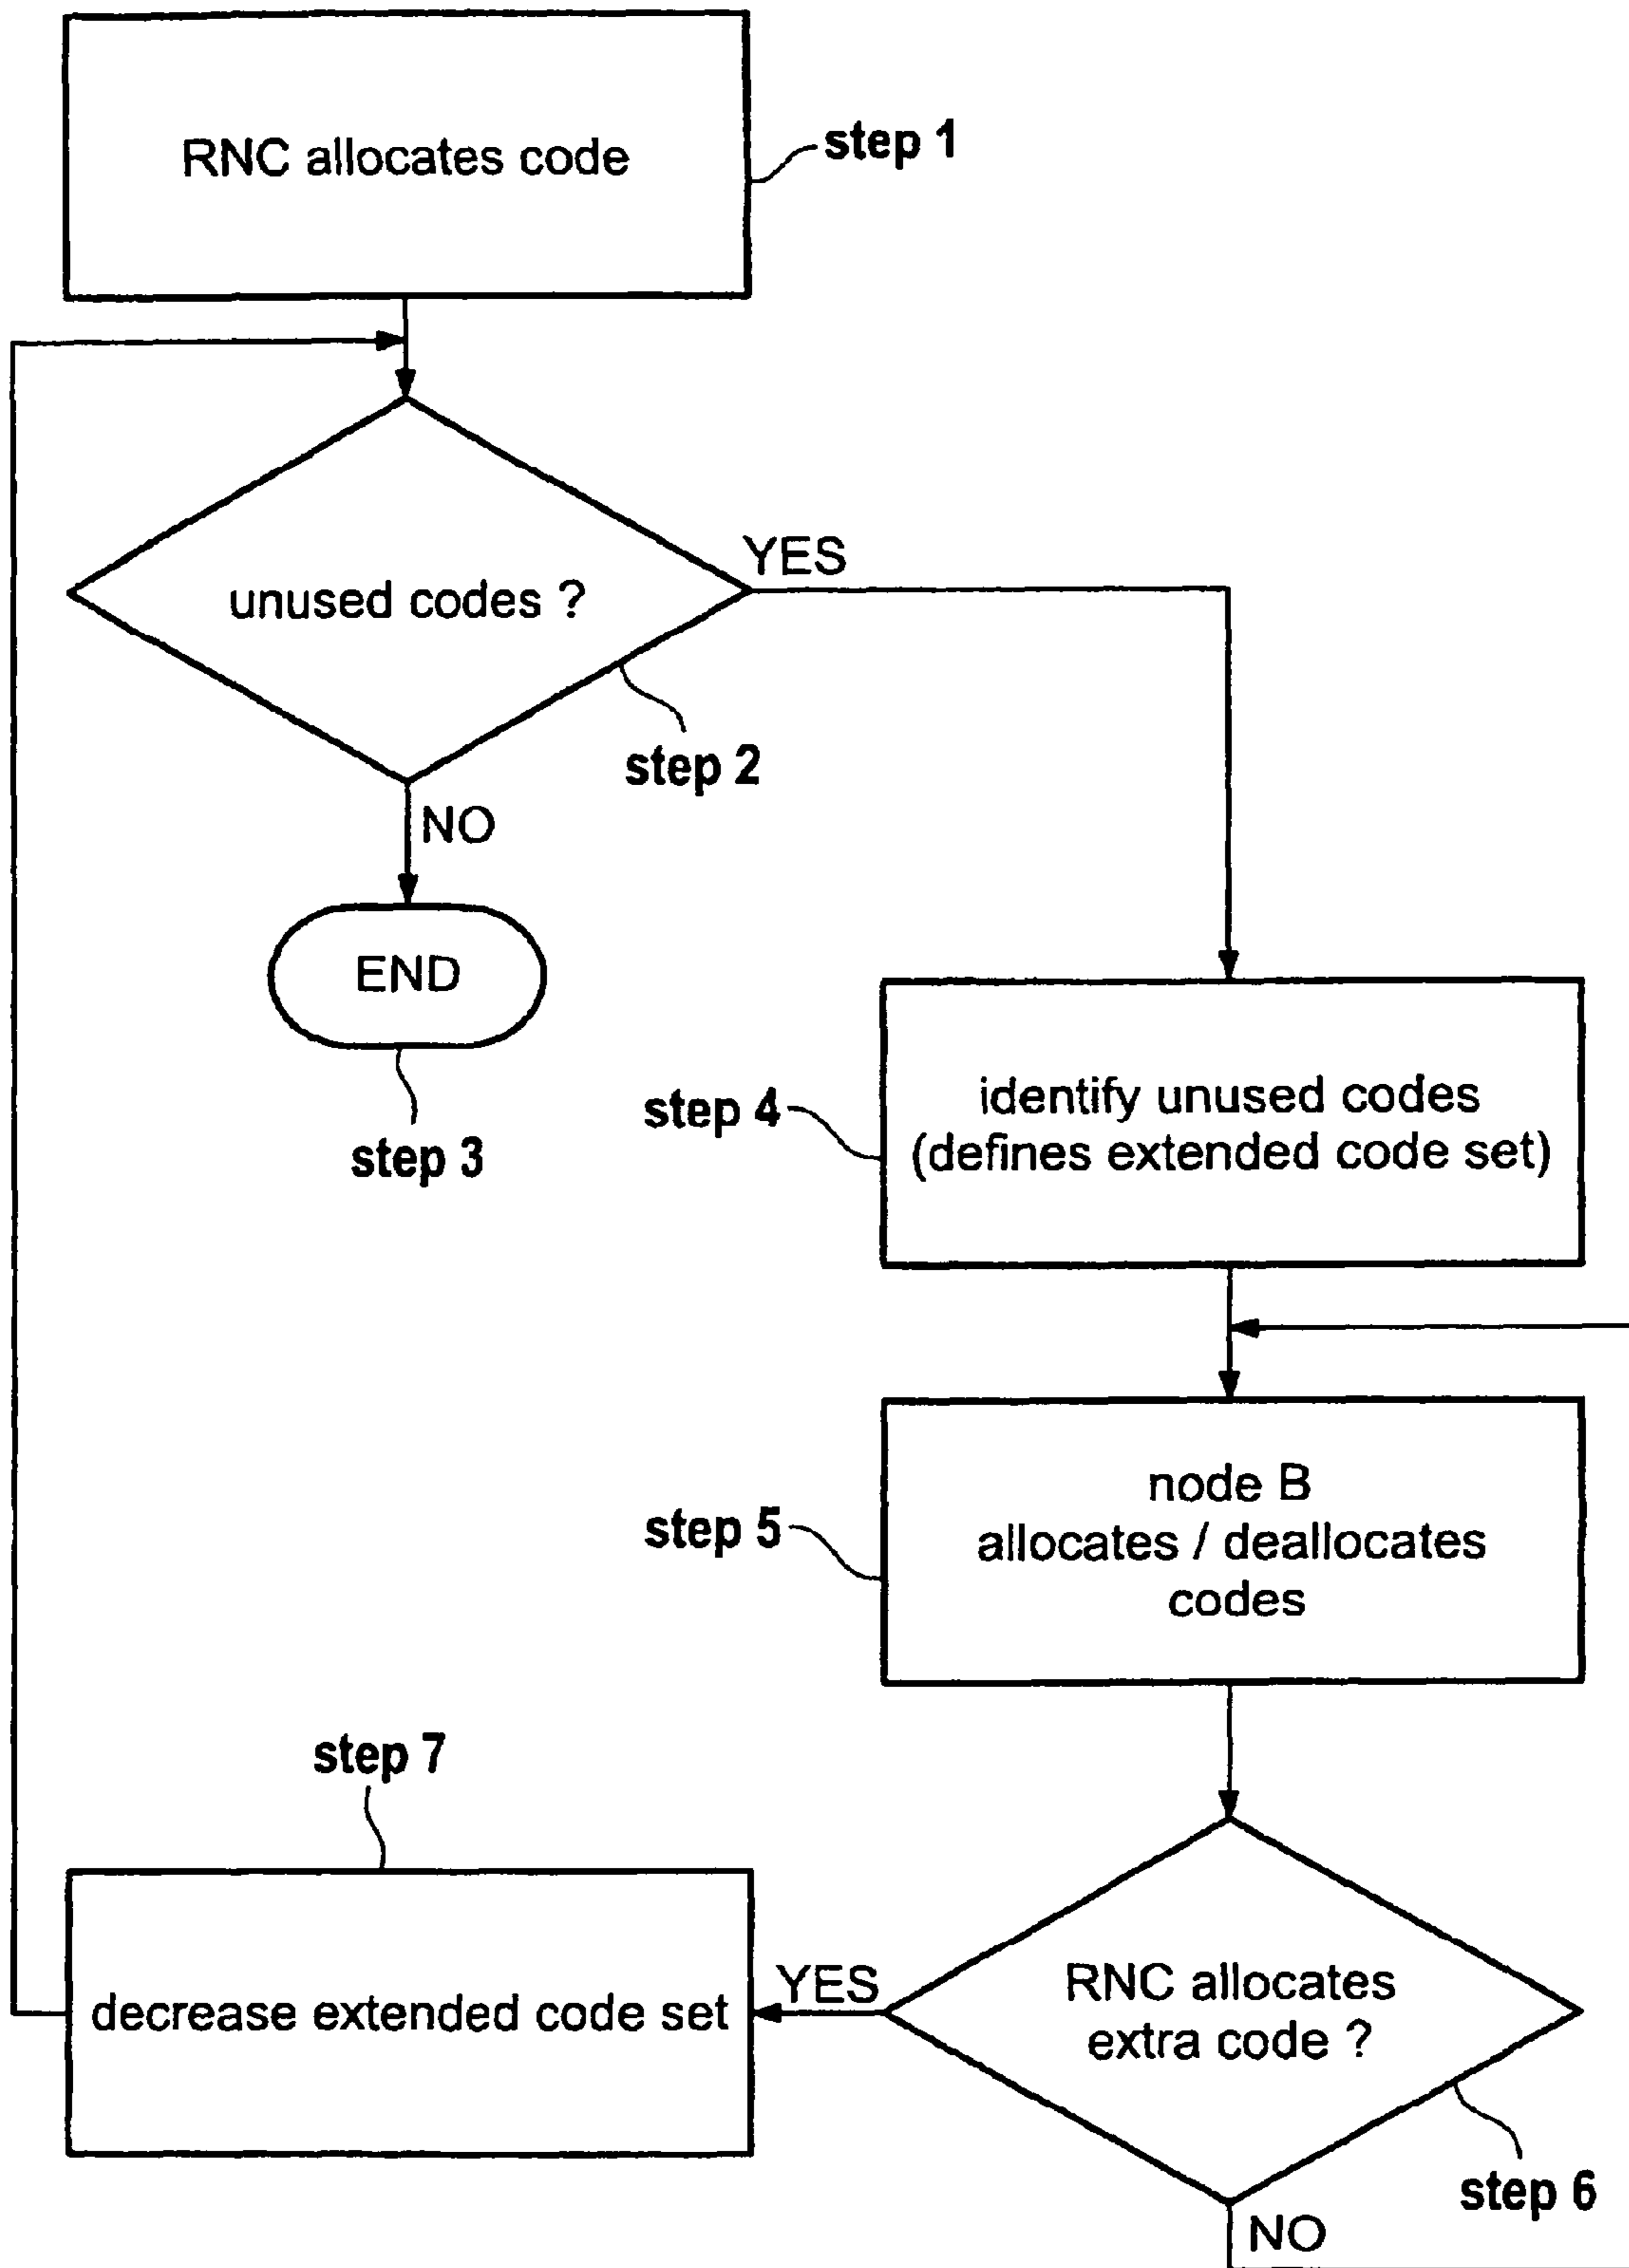 RNC allocates code
step 1
unused codes ?
YES
step 2
NO
END
step 3
identify unused codes
(defines extended code set)
step 4
node B
allocates / deallocates
codes
step 5
RNC allocates
extra code ?
YES
step 6
NO
step 7
decrease extended code set